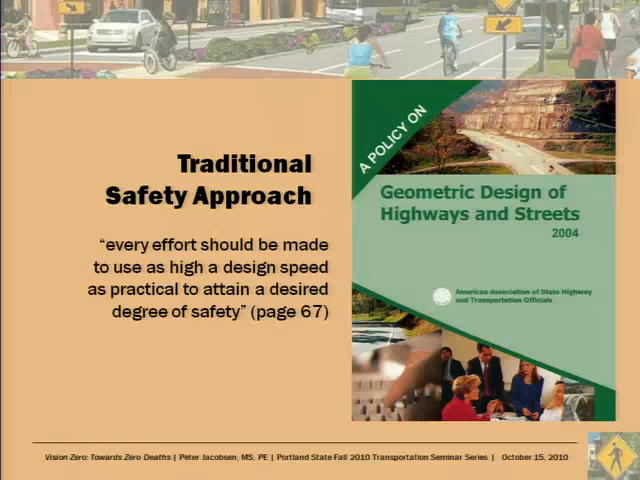 Traditional
Safety Approach
“every effort should be made
to use as high a design speed
as practical to attain a desired
degree of safety” (page 67)
A POLICY ON
Geometric Design of
Highways and Streets
2004
American Association of State Highway
and Transportation Officials
Vision Zero: Towards Zero Deaths | Peter Jacobsen, MS, PE | Portland State Fall 2010 Transportation Seminar Series | October 15, 2010